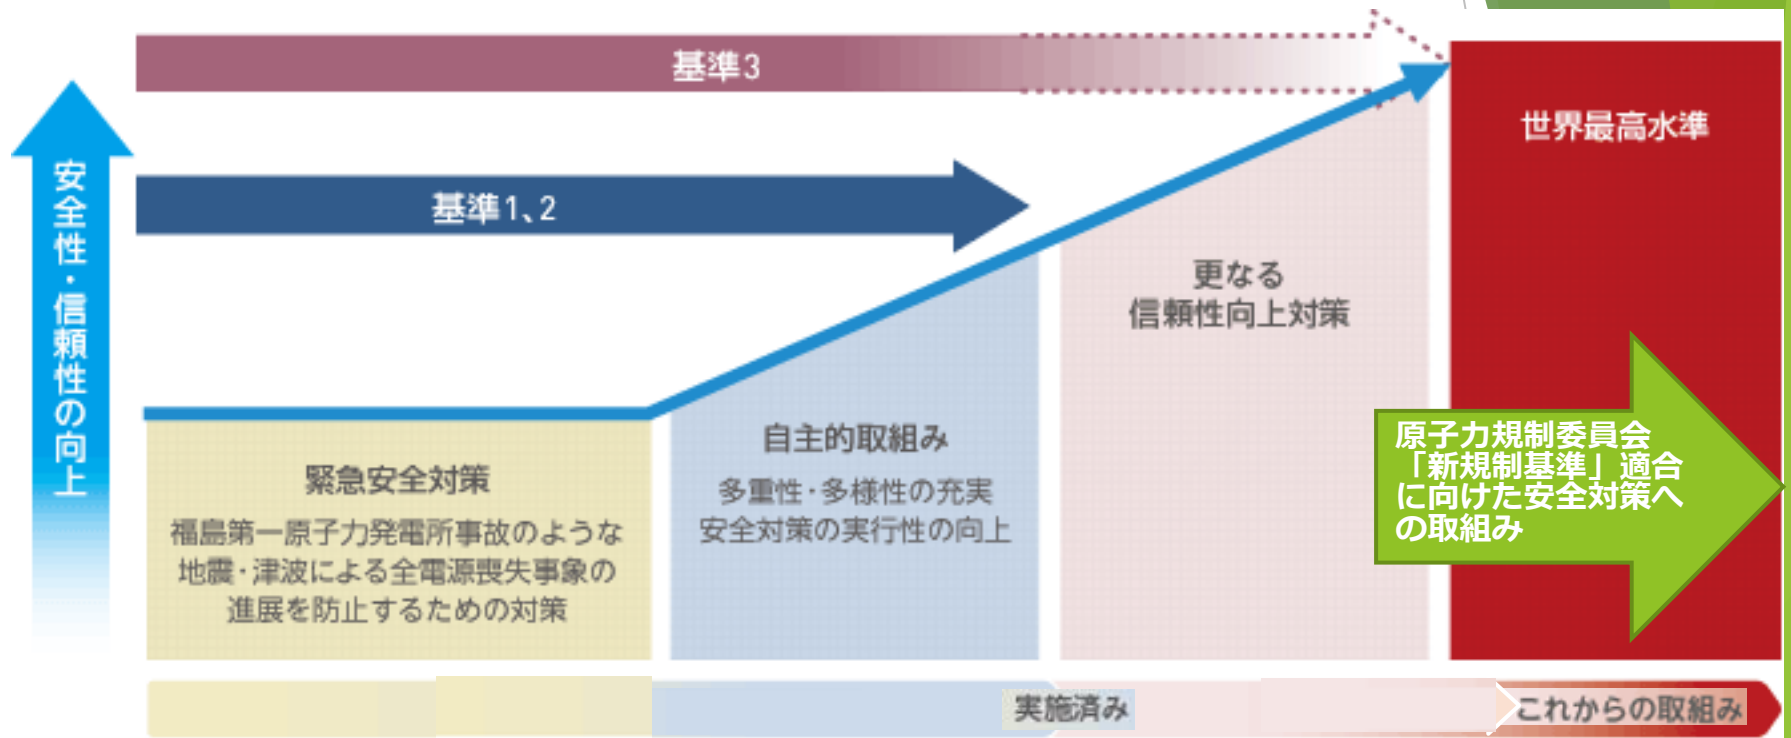 基準3
世界最高水準
安全性・信頼性の向上
基準1、2
更なる
信頼性向上対策
自主的取組み
多重性・多様性の充実
安全対策の実行性の向上
緊急安全対策
福島第一原子力発電所事故のような
地震・津波による全電源喪失事象の
進展を防止するための対策
原子力規制委員会
「新規制基準」適合
に向けた安全対策へ
の取組み
実施済み
これからの取組み